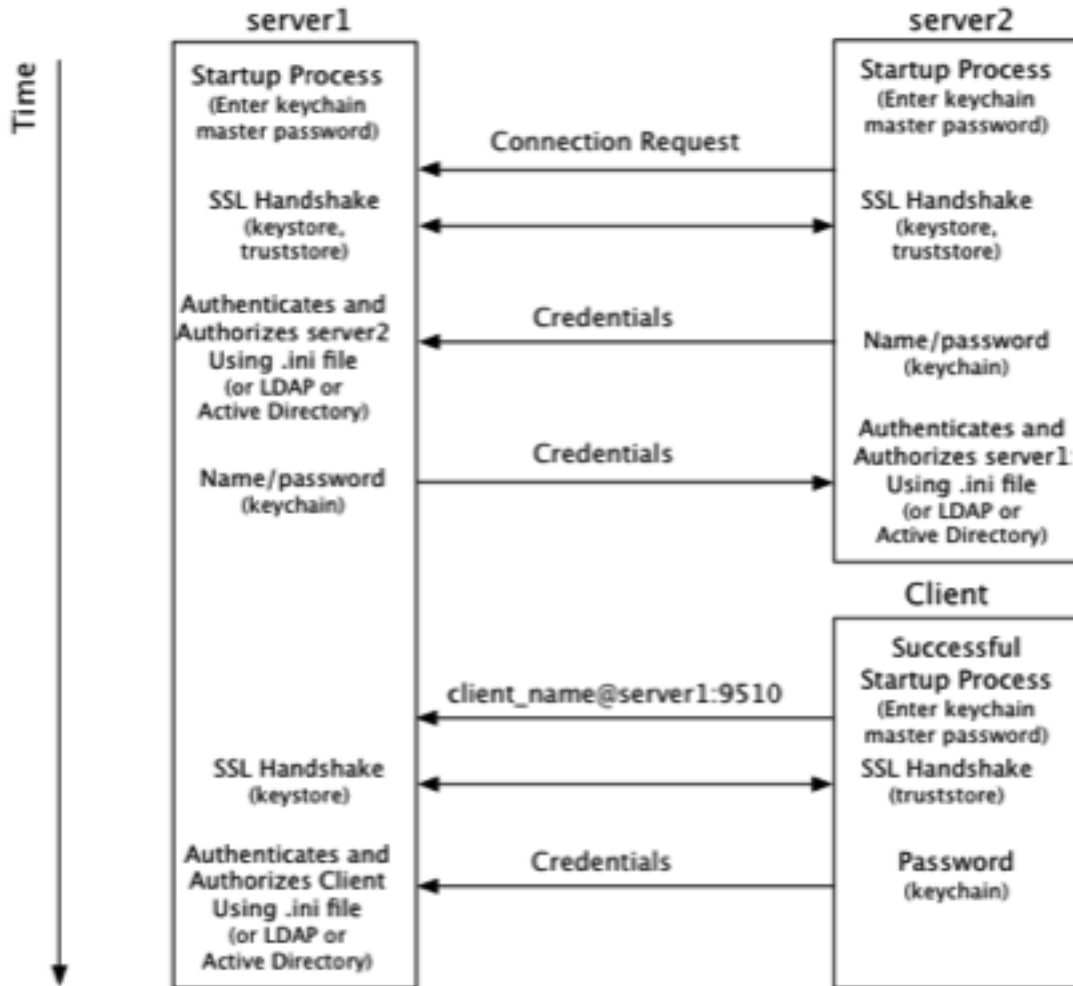 server1
server2
Time
Startup Process
(Enter keychain
master password)
Startup Process
(Enter keychain
master password)
Connection Request
SSL Handshake
(keystore,
truststore)
SSL Handshake
(keystore,
truststore)
Authenticates and
Authorizes server2
Using .ini file
(or LDAP or
Active Directory)
Credentials
Name/password
(keychain)
Name/password
(keychain)
Credentials
Authenticates and
Authorizes server1:
Using .ini file
(or LDAP or
Active Directory)
Client
Successful
Startup Process
(Enter keychain
master password)
client_name@server1:9510
SSL Handshake
(keystore)
SSL Handshake
(truststore)
Authenticates and
Authorizes Client
Using .ini file
(or LDAP or
Active Directory)
Credentials
Password
(keychain)